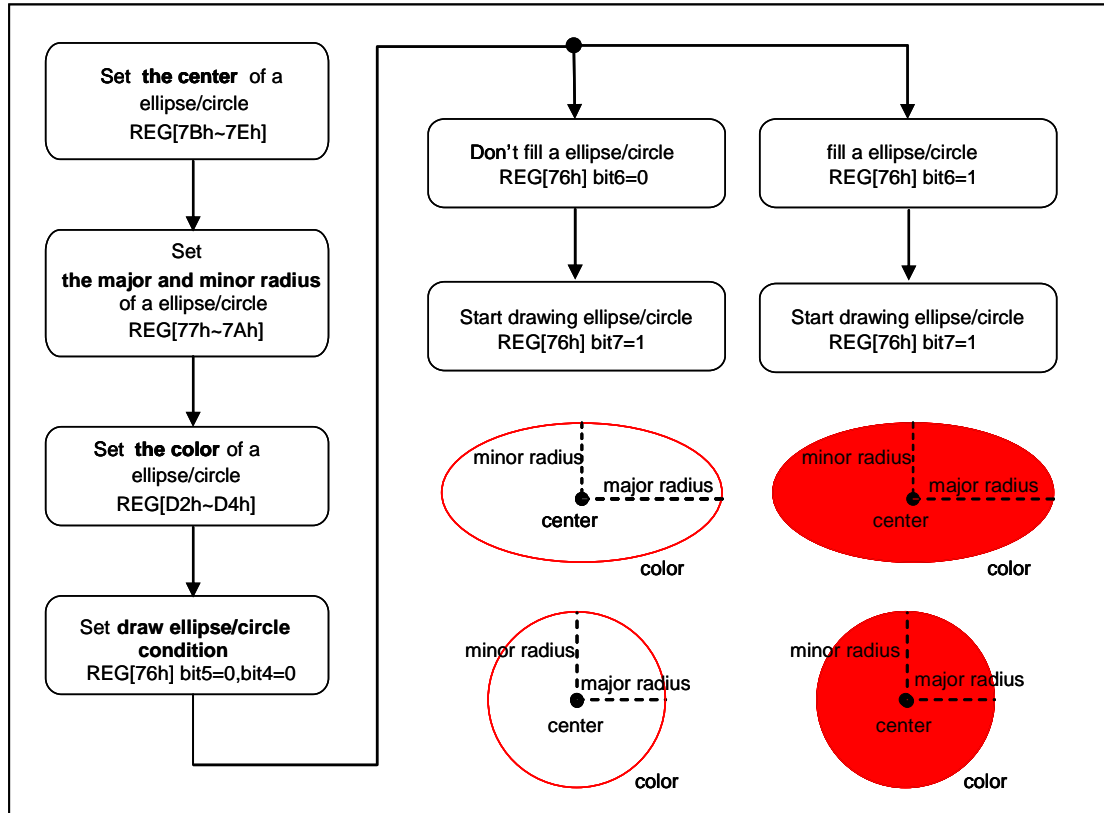 Set the center of a
ellipse/circle
REG[7Bh~7Eh]
Set
the major and minor radius
of a ellipse/circle
REG[77h~7Ah]
Set the color of a
ellipse/circle
REG[D2h~D4h]
Set draw ellipse/circle
condition
REG[76h] bit5=0,bit4=0
Don't fill a ellipse/circle
REG[76h] bit6=0
Start drawing ellipse/circle
REG[76h] bit7=1
fill a ellipse/circle
REG[76h] bit6=1
Start drawing ellipse/circle
REG[76h] bit7=1
minor radius
major radius
center
color
minor radius
major radius
center
color
minor radius
major radius
center
color
minor radius
major radius
center
color